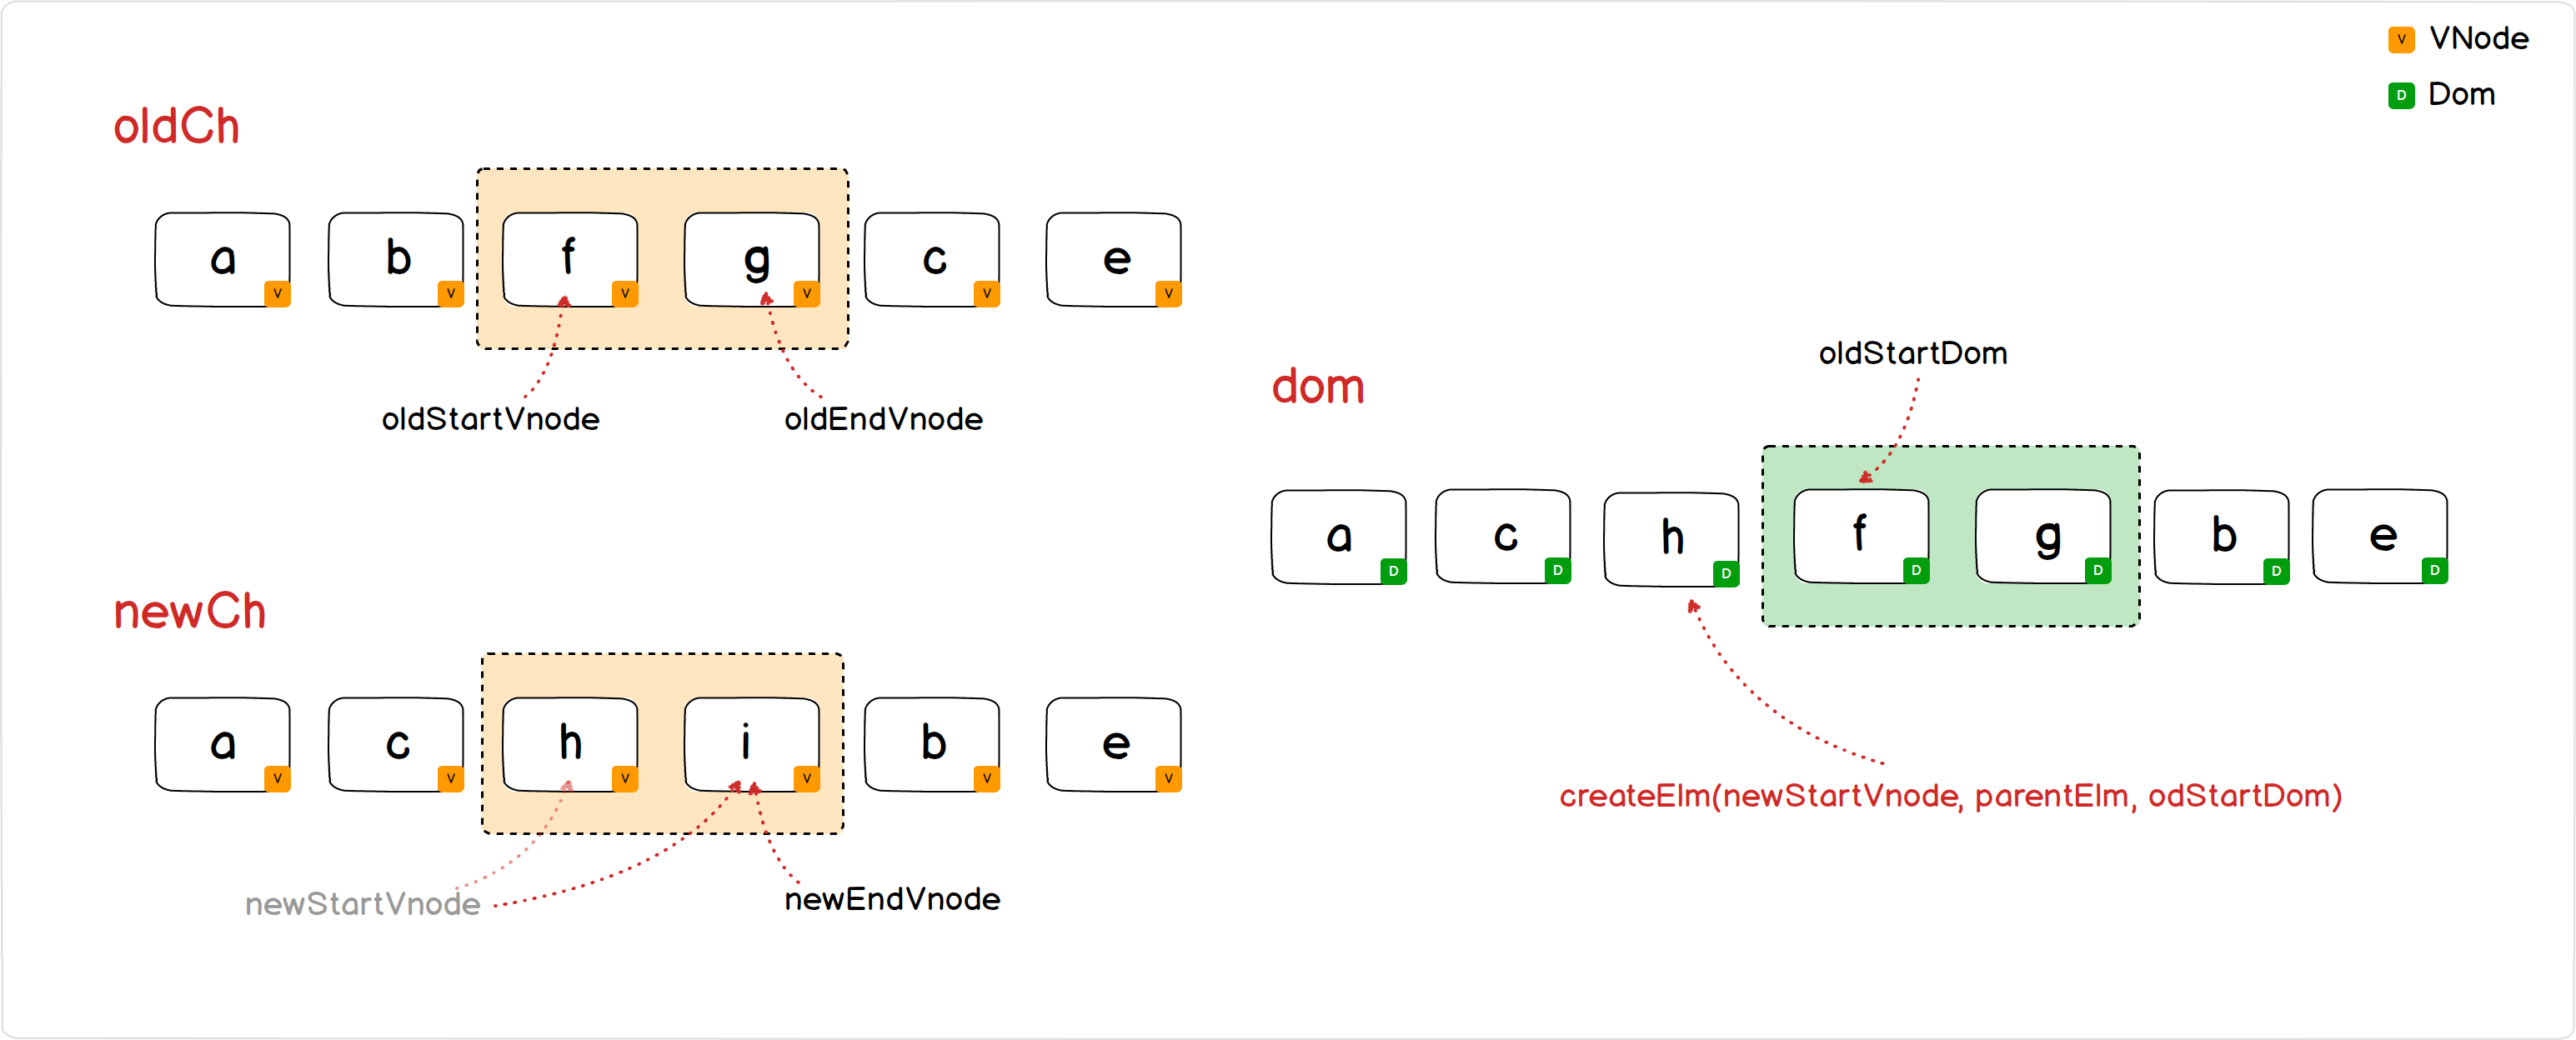 V VNode
D Dom
oldCh
a V b V f V g V c V e V
oldStartVnode oldEndVnode
newCh
a V c V h V i V b V e V
newStartVnode newEndVnode
dom
oldStartDom
a D c D h D f D g D b D e D
createElm(newStartVnode, parentElm, odStartDom)